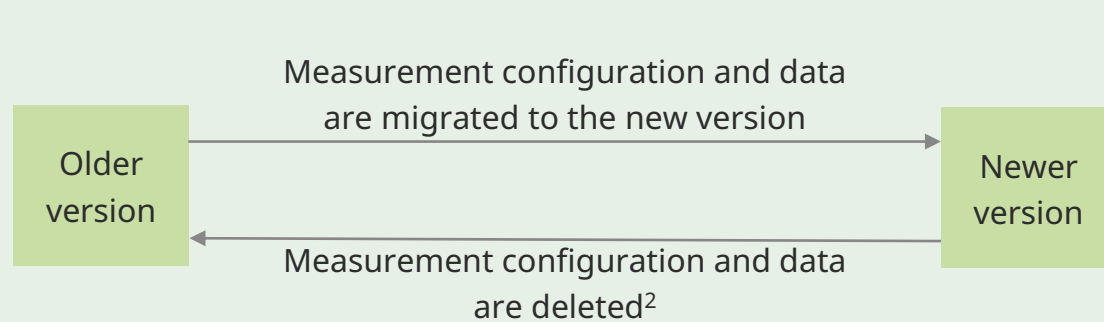 Measurement configuration and data
are migrated to the new version
Older
version
Newer
version
Measurement configuration and data
are deleted²